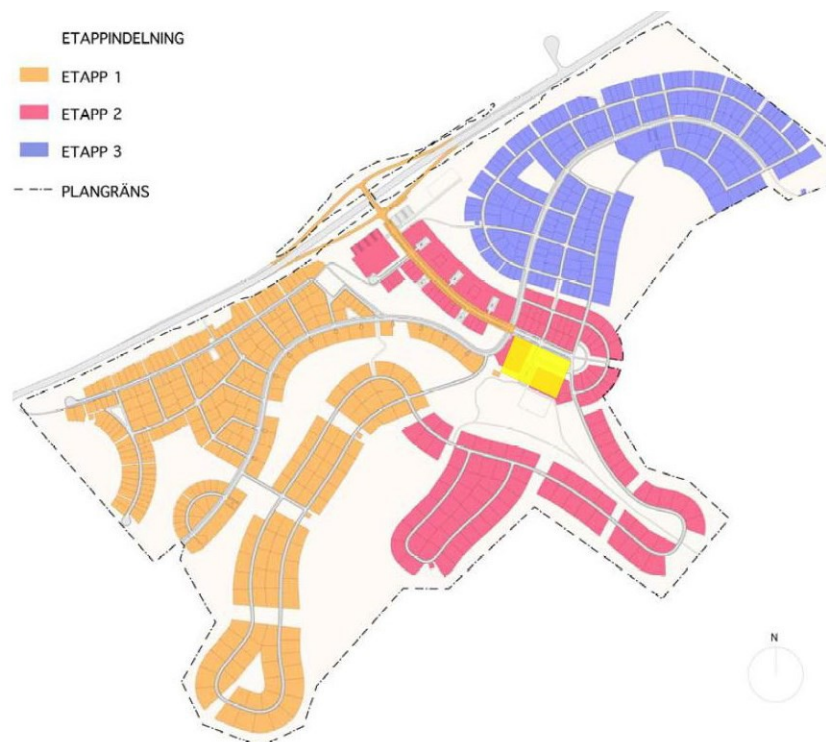 ETAPPINDELNING
ETAPP 1
ETAPP 2
ETAPP 3
PLANGRÄNS
N